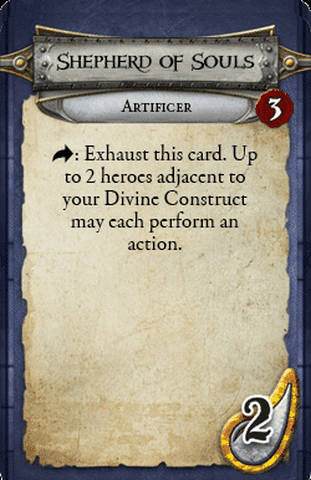 Shepherd of Souls
Artificer
3
: Exhaust this card. Up
to 2 heroes adjacent to
your Divine Construct
may each perform an
action.
2